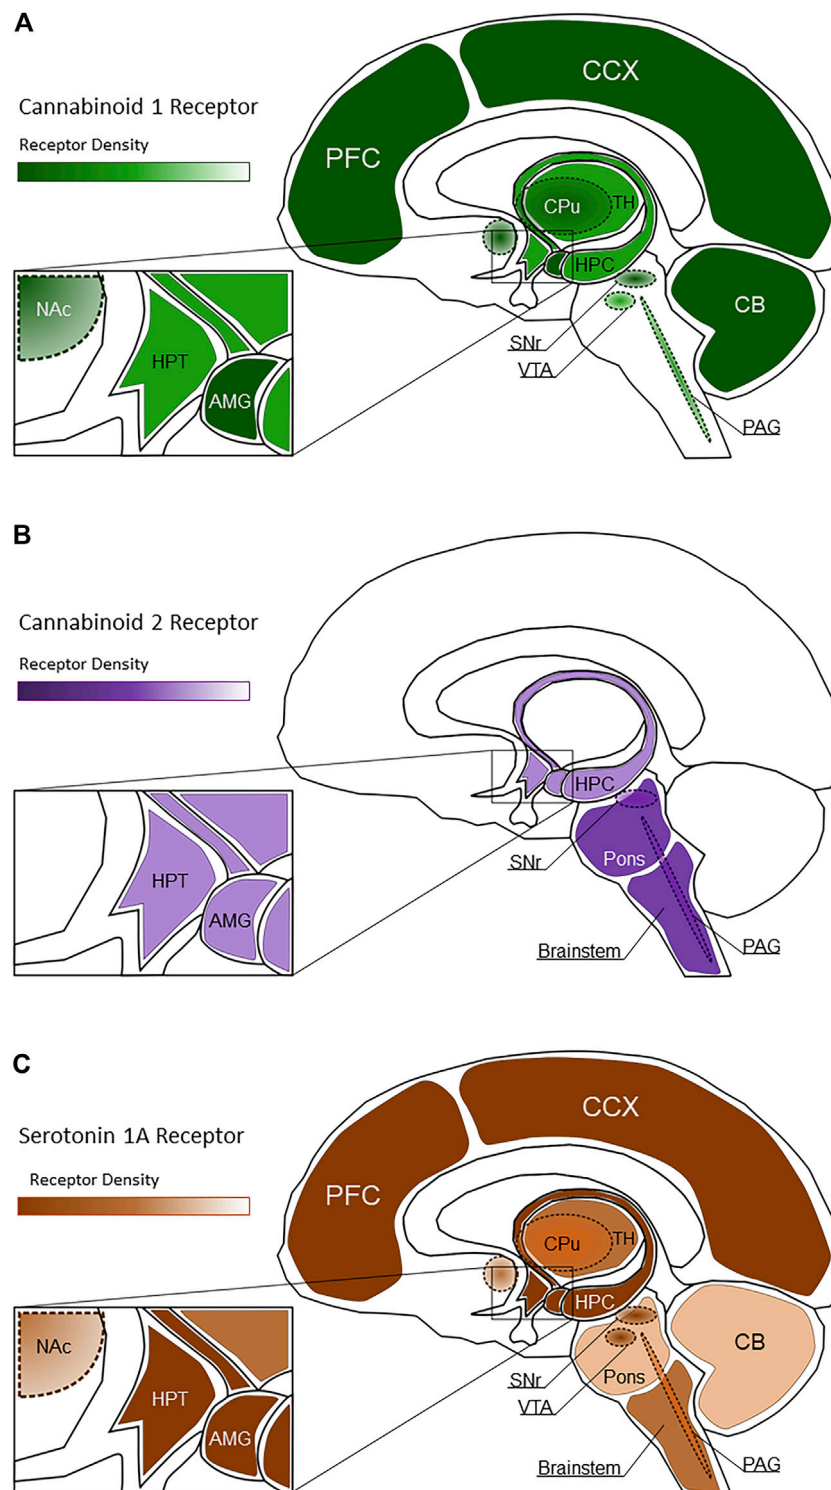 A
CCX
Cannabinoid 1 Receptor
Receptor Density
PFC
CPu
TH
HPC
NAc
HPT
AMG
CB
SNr
VTA
PAG
B
Cannabinoid 2 Receptor
Receptor Density
HPC
HPT
AMG
SNr
Pons
Brainstem
PAG
C
CCX
Serotonin 1A Receptor
Receptor Density
PFC
CPu
TH
HPC
NAc
HPT
AMG
CB
SNr
Pons
VTA
Brainstem
PAG